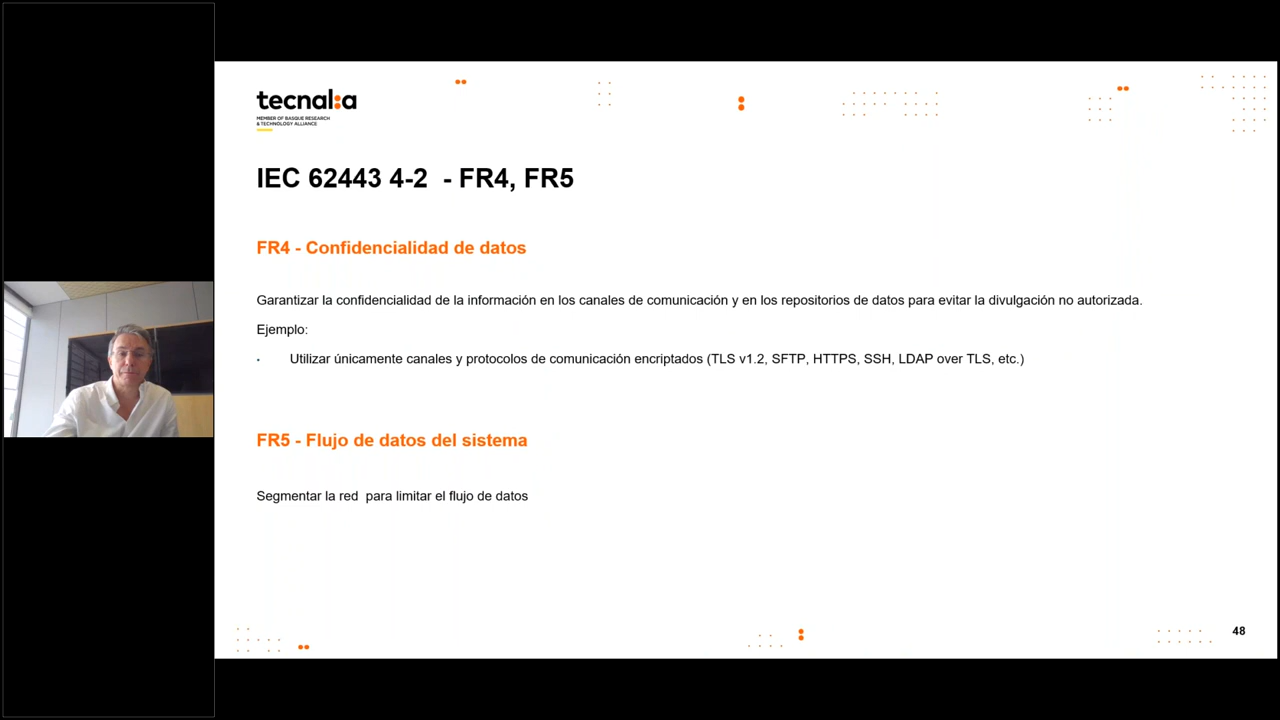 tecnal:a
MEMBER OF BASQUE RESEARCH
& TECHNOLOGY ALLIANCE
IEC 62443 4-2 - FR4, FR5
FR4 - Confidencialidad de datos
Garantizar la confidencialidad de la información en los canales de comunicación y en los repositorios de datos para evitar la divulgación no autorizada.
Ejemplo:
· Utilizar únicamente canales y protocolos de comunicación encriptados (TLS v1.2, SFTP, HTTPS, SSH, LDAP over TLS, etc.)
FR5 - Flujo de datos del sistema
Segmentar la red para limitar el flujo de datos
48